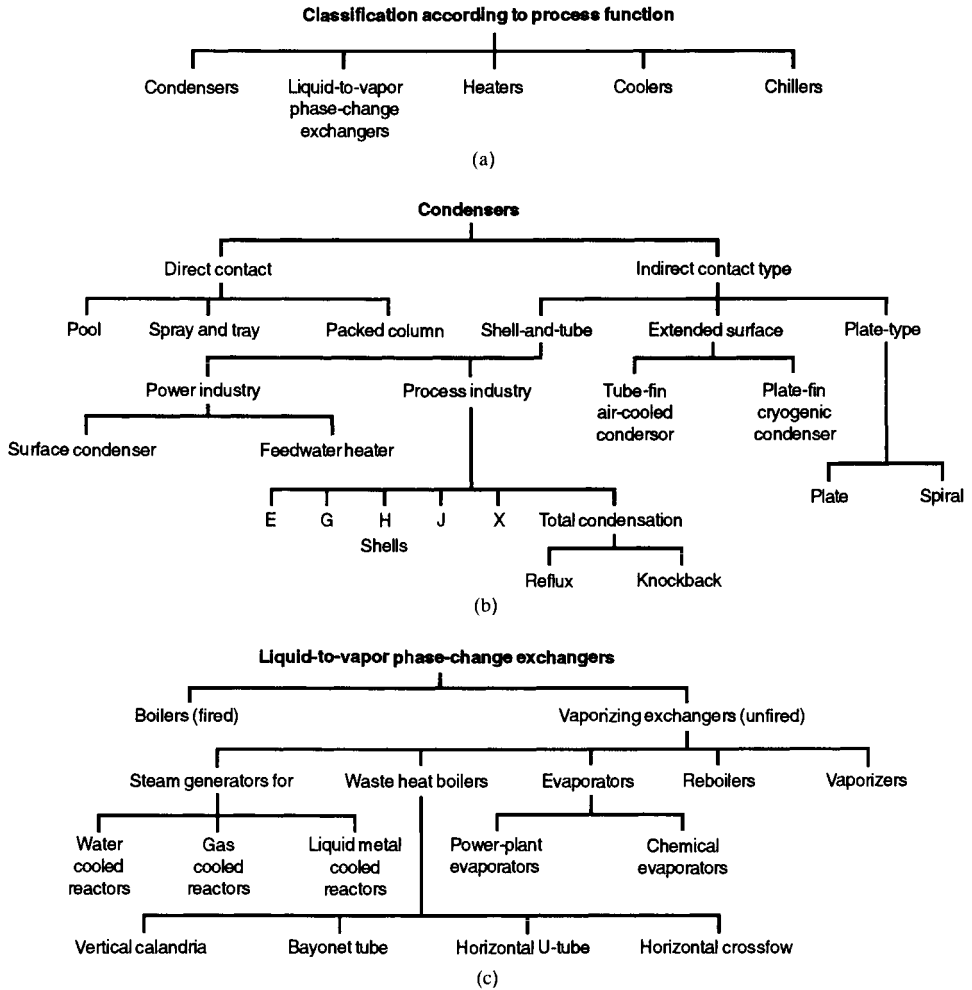 Classification according to process function
Condensers
Liquid-to-vapor
phase-change
exchangers
Heaters
Coolers
Chillers
(a)
Condensers
Direct contact
Indirect contact type
Pool
Spray and tray
Packed column
Shell-and-tube
Extended surface
Plate-type
Power industry
Process industry
Tube-fin
air-cooled
condersor
Plate-fin
cryogenic
condenser
Surface condenser
Feedwater heater
Plate
Spiral
E
G
H
J
X
Total condensation
Shells
Reflux
Knockback
(b)
Liquid-to-vapor phase-change exchangers
Boilers (fired)
Vaporizing exchangers (unfired)
Steam generators for
Waste heat boilers
Evaporators
Reboilers
Vaporizers
Water
cooled
reactors
Gas
cooled
reactors
Liquid metal
cooled
reactors
Power-plant
evaporators
Chemical
evaporators
Vertical calandria
Bayonet tube
Horizontal U-tube
Horizontal crossfow
(c)